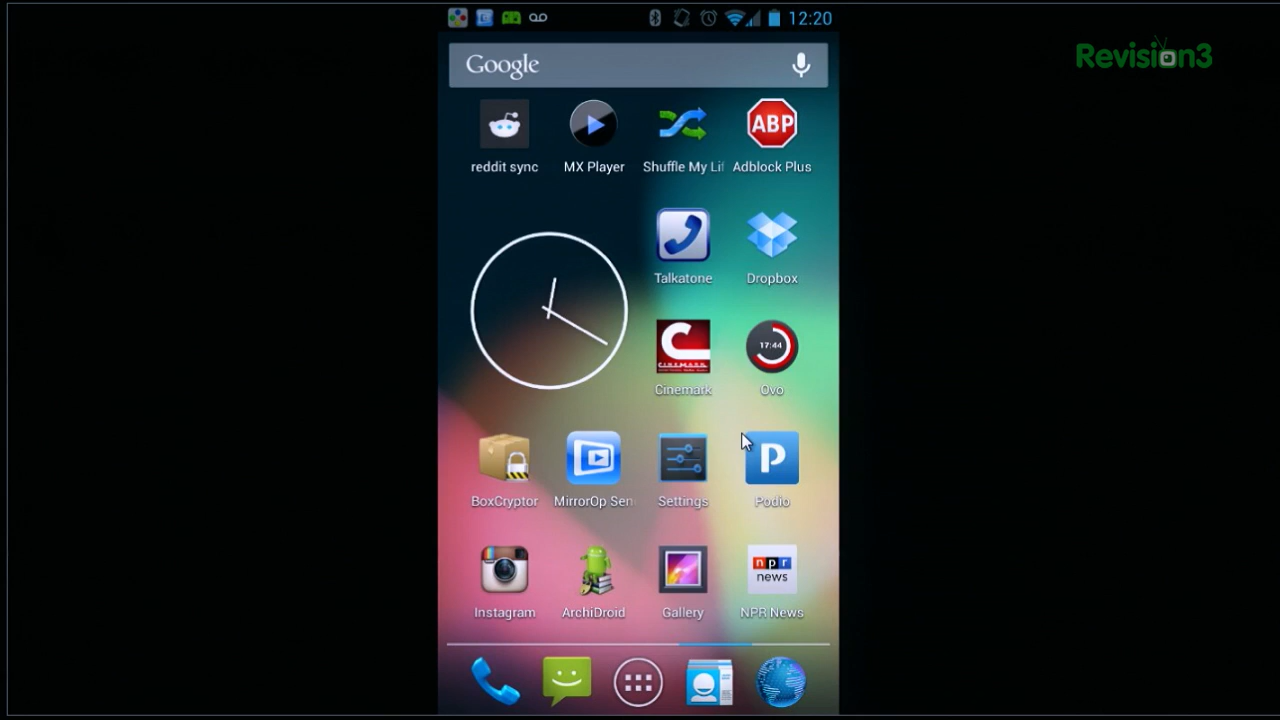 12:20
Revision3
Google
reddit sync
MX Player
Shuffle My Lif
ABP
Adblock Plus
Talkatone
Dropbox
CINEMARK
Cinemark
17:44
Ovo
BoxCryptor
MirrorOp Sen
Settings
P
Podio
Instagram
ArchiDroid
Gallery
npr
news
NPR News